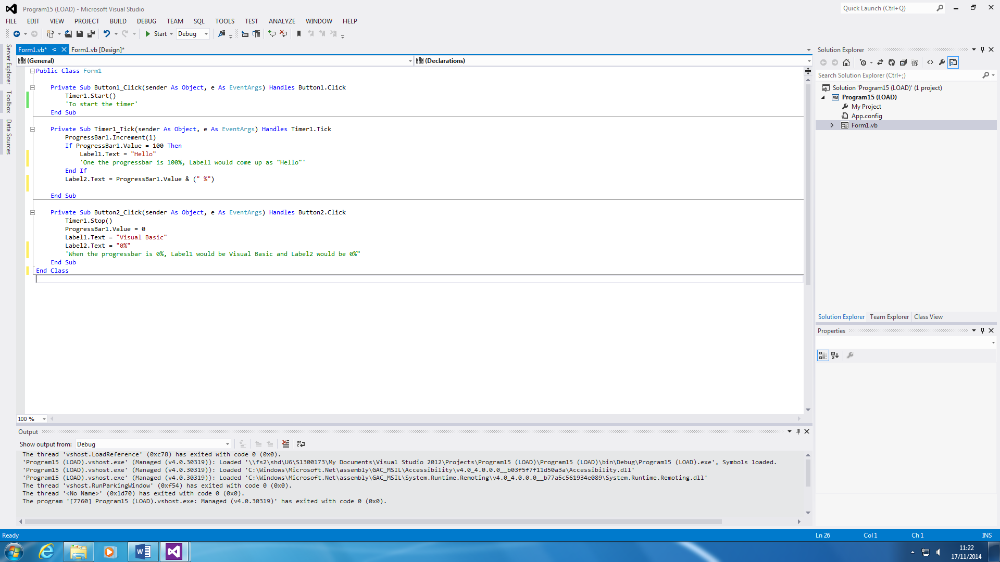 Program15 (LOAD) - Microsoft Visual Studio
Quick Launch (Ctrl+Q)
FILE EDIT VIEW PROJECT BUILD DEBUG TEAM SQL TOOLS TEST ANALYZE WINDOW HELP
Start Debug
Server Explorer
Toolbox
Data Sources
Form1.vb* Form1.vb [Design]*
(General) (Declarations)
Public Class Form1
Private Sub Button1_Click(sender As Object, e As EventArgs) Handles Button1.Click
Timer1.Start()
'To start the timer'
End Sub
Private Sub Timer1_Tick(sender As Object, e As EventArgs) Handles Timer1.Tick
ProgressBar1.Increment(1)
If ProgressBar1.Value = 100 Then
Label1.Text = "Hello"
'One the progressbar is 100%, Label1 would come up as "Hello"'
End If
Label2.Text = ProgressBar1.Value & (" %")
End Sub
Private Sub Button2_Click(sender As Object, e As EventArgs) Handles Button2.Click
Timer1.Stop()
ProgressBar1.Value = 0
Label1.Text = "Visual Basic"
Label2.Text = "0%"
'When the progressbar is 0%, Label1 would be Visual Basic and Label2 would be 0%"
End Sub
End Class
100 %
Solution Explorer
Search Solution Explorer (Ctrl+;)
Solution 'Program15 (LOAD)' (1 project)
VB Program15 (LOAD)
My Project
App.config
Form1.vb
Solution Explorer Team Explorer Class View
Properties
Output
Show output from: Debug
The thread 'vshost.LoadReference' (0xc78) has exited with code 0 (0x0).
'Program15 (LOAD).vshost.exe' (Managed (v4.0.30319)): Loaded '\\fs2\shd\U6\S1300173\My Documents\Visual Studio 2012\Projects\Program15 (LOAD)\Program15 (LOAD)\bin\Debug\Program15 (LOAD).exe', Symbols loaded.
'Program15 (LOAD).vshost.exe' (Managed (v4.0.30319)): Loaded 'C:\Windows\Microsoft.Net\assembly\GAC_MSIL\Accessibility\v4.0_4.0.0.0__b03f5f7f11d50a3a\Accessibility.dll'
'Program15 (LOAD).vshost.exe' (Managed (v4.0.30319)): Loaded 'C:\Windows\Microsoft.Net\assembly\GAC_MSIL\System.Runtime.Remoting\v4.0_4.0.0.0__b77a5c561934e089\System.Runtime.Remoting.dll'
The thread 'vshost.RunParkingWindow' (0xf54) has exited with code 0 (0x0).
The thread '<No Name>' (0x1d70) has exited with code 0 (0x0).
The program '[7760] Program15 (LOAD).vshost.exe: Managed (v4.0.30319)' has exited with code 0 (0x0).
Ready Ln 26 Col 1 Ch 1 INS
11:22
17/11/2014